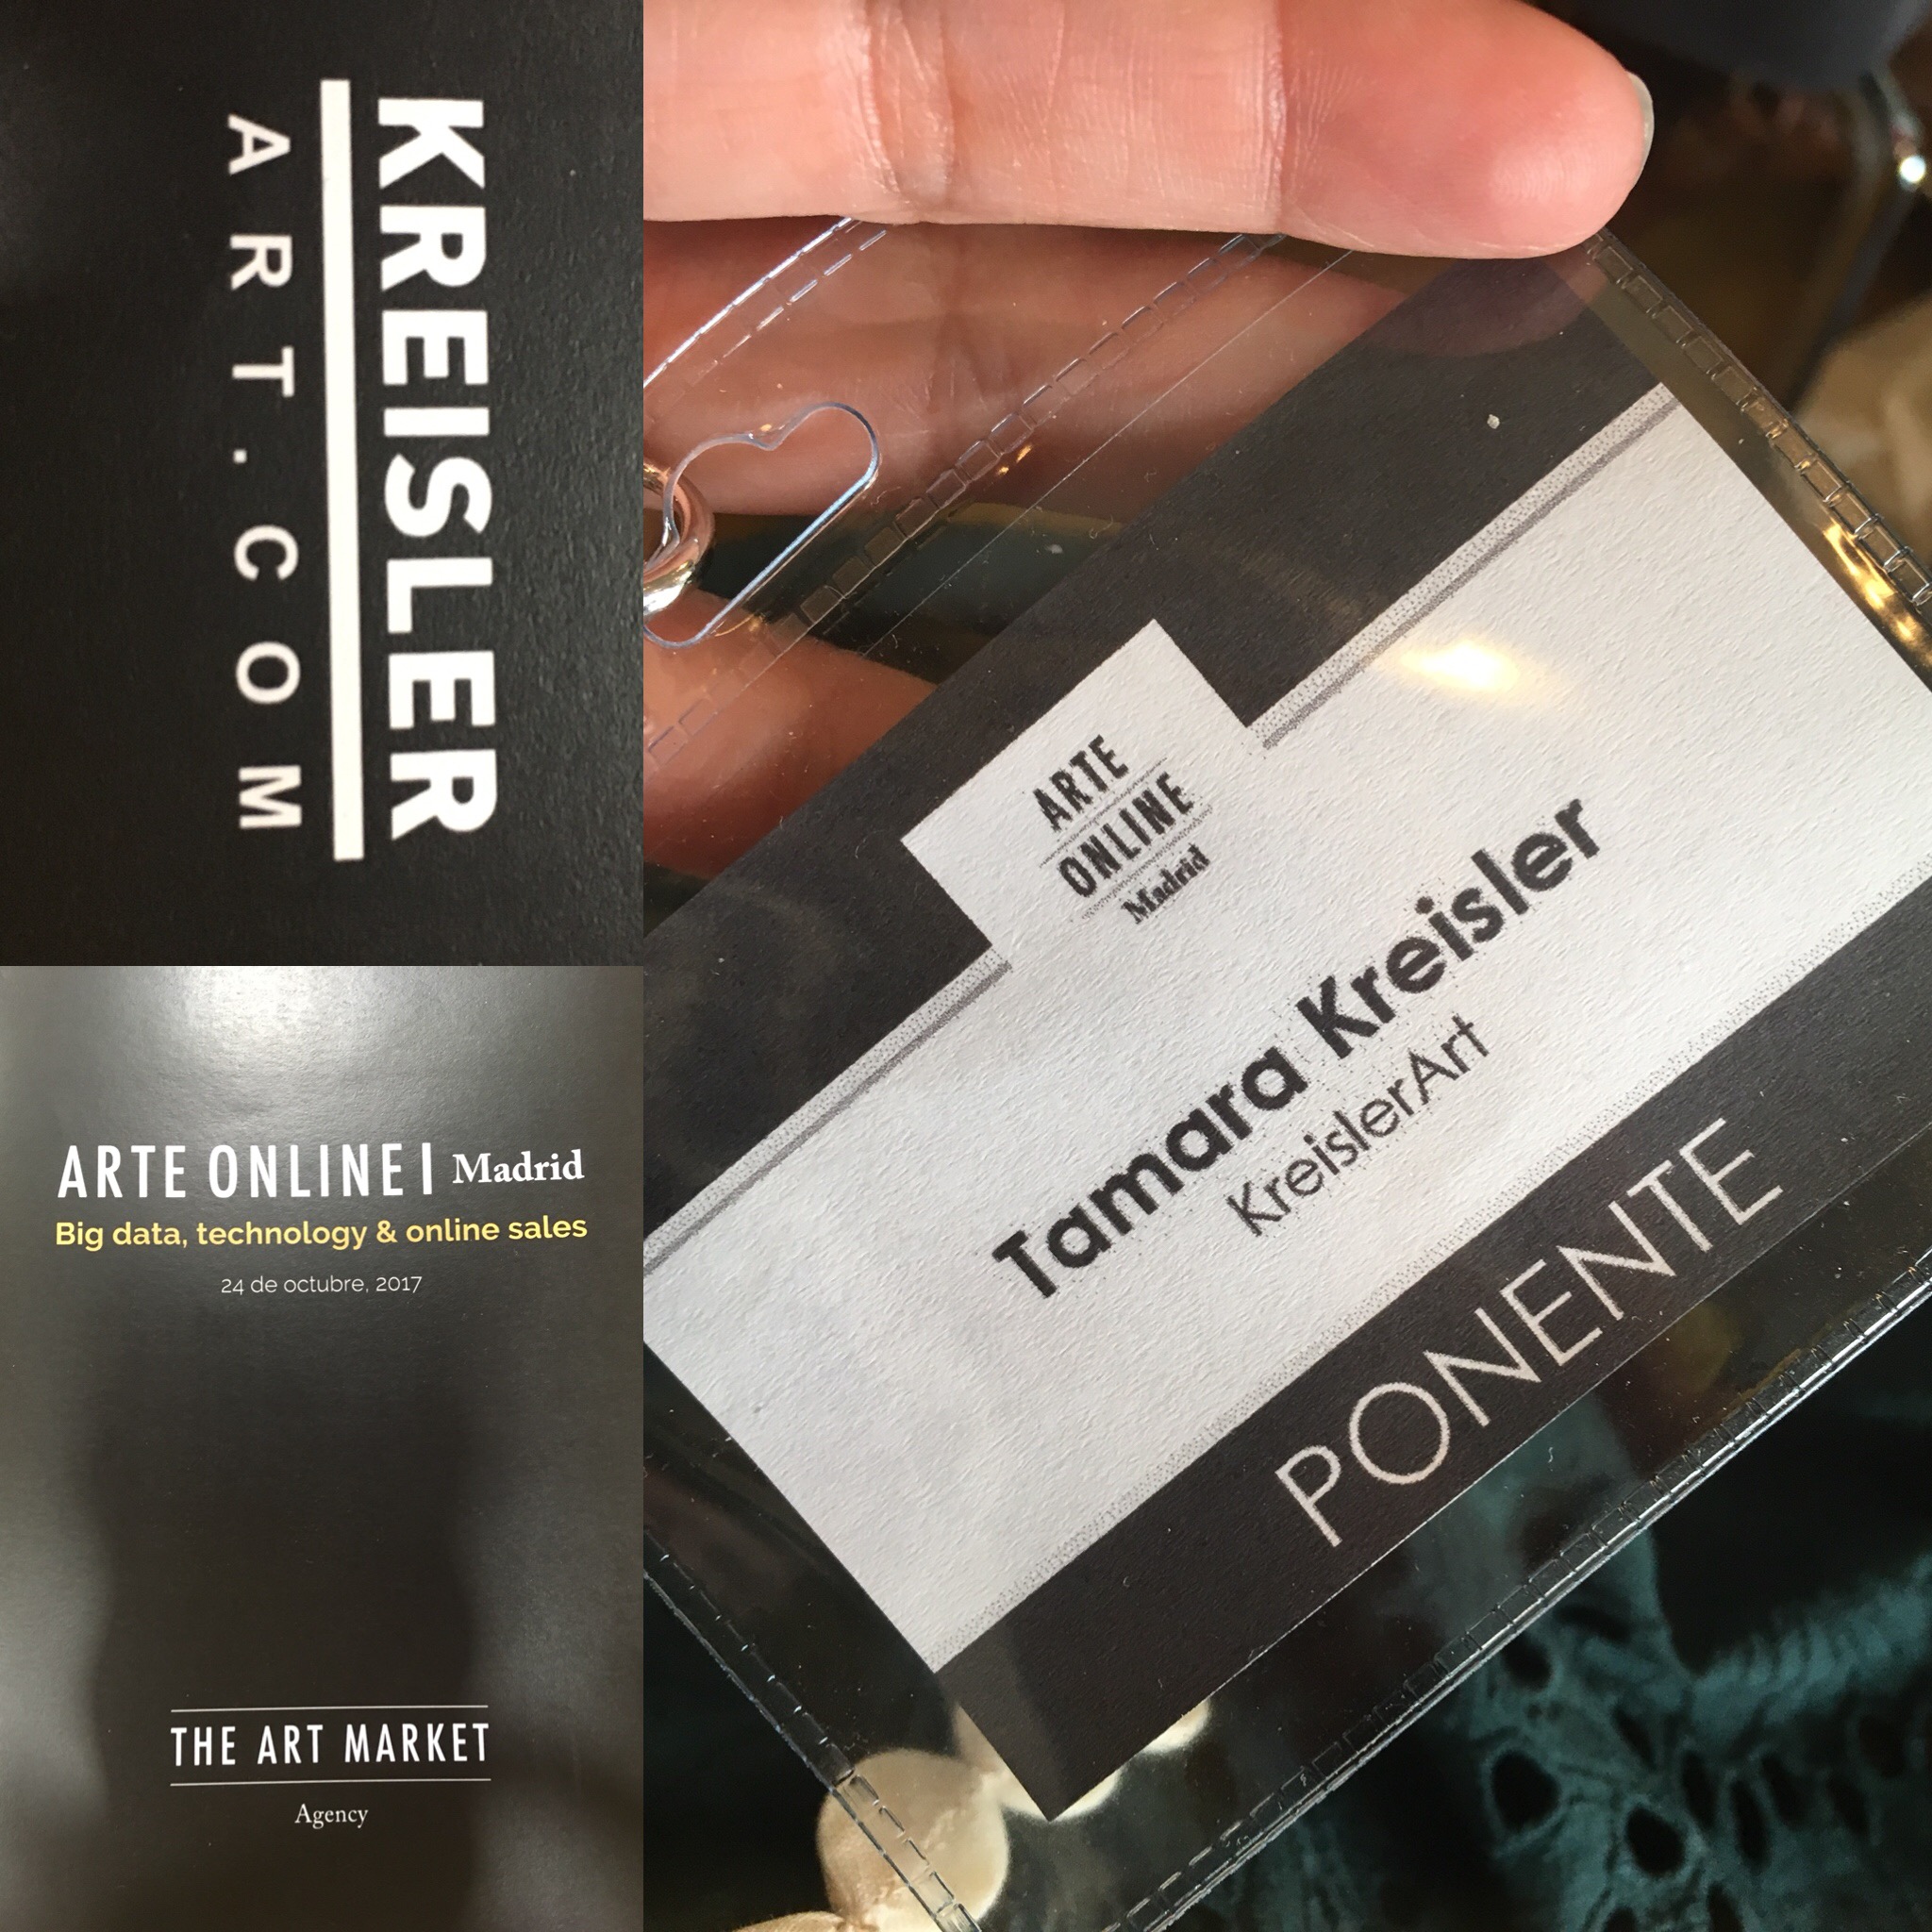 KREISLER
ART.COM
ARTE ONLINE | Madrid
Big data, technology & online sales
24 de octubre, 2017
THE ART MARKET
Agency
ARTE
ONLINE
Madrid
Tamara Kreisler
KreislerArt
PONENTE